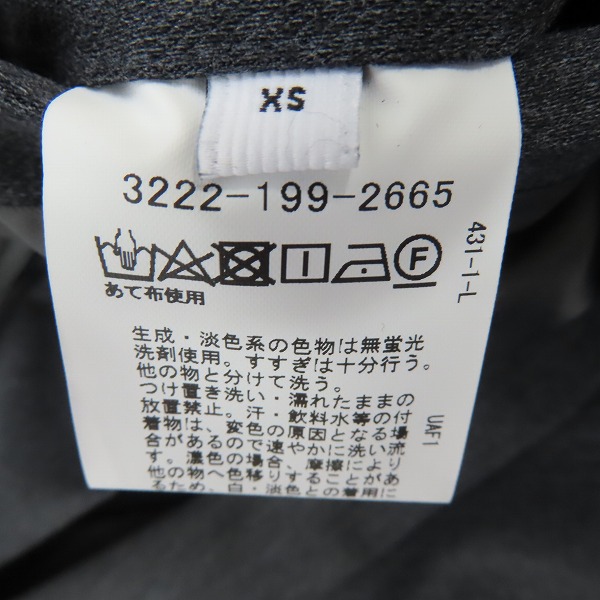 XS
3222-199-2665
F
あて布使用
生成・淡色系の色物は無蛍光
洗剤使用。すすぎは十分行う。
他の物と分けて洗う。
つけ置き洗い・濡れたままの
放置禁止。汗・飲料水等の付
着物は、変色の原因となる場
合があるので速やかに洗い流
す。濃色の場合、摩擦により
他の物へ色移りすることがあ
るため、白・淡色との着用に
431-1-L
UAF1